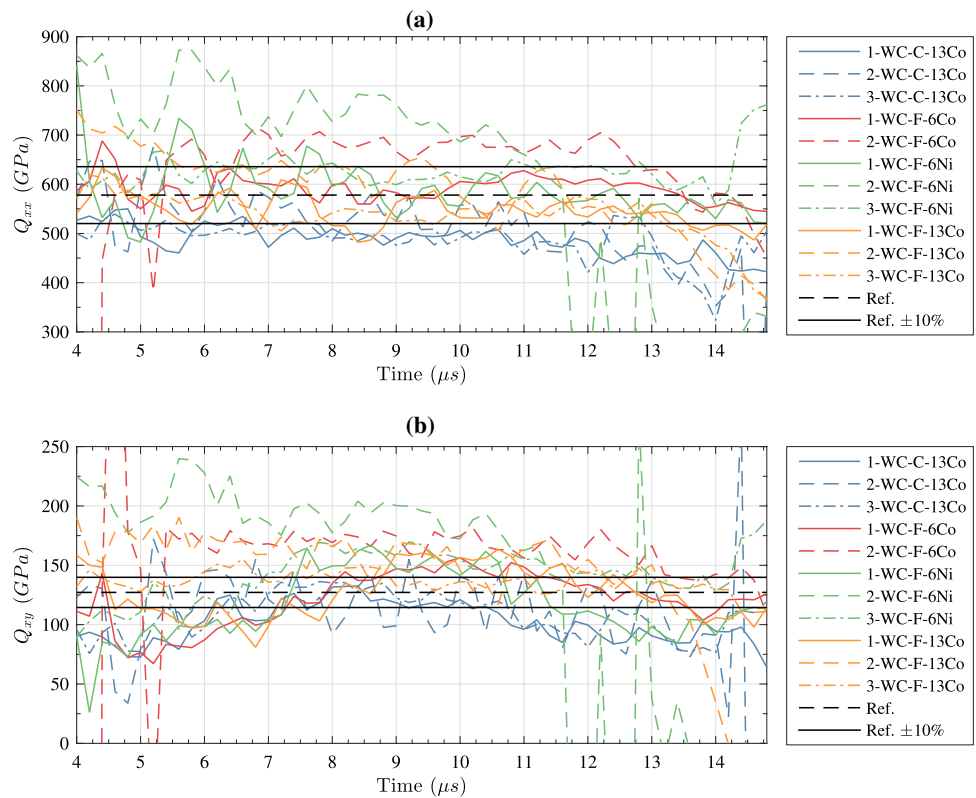 (a)
900
800
700
600
500
400
300
Q_xx (GPa)
4 5 6 7 8 9 10 11 12 13 14
Time (μs)
1-WC-C-13Co
2-WC-C-13Co
3-WC-C-13Co
1-WC-F-6Co
2-WC-F-6Co
1-WC-F-6Ni
2-WC-F-6Ni
3-WC-F-6Ni
1-WC-F-13Co
2-WC-F-13Co
3-WC-F-13Co
Ref.
Ref. ±10%
(b)
250
200
150
100
50
0
Q_xy (GPa)
4 5 6 7 8 9 10 11 12 13 14
Time (μs)
1-WC-C-13Co
2-WC-C-13Co
3-WC-C-13Co
1-WC-F-6Co
2-WC-F-6Co
1-WC-F-6Ni
2-WC-F-6Ni
3-WC-F-6Ni
1-WC-F-13Co
2-WC-F-13Co
3-WC-F-13Co
Ref.
Ref. ±10%